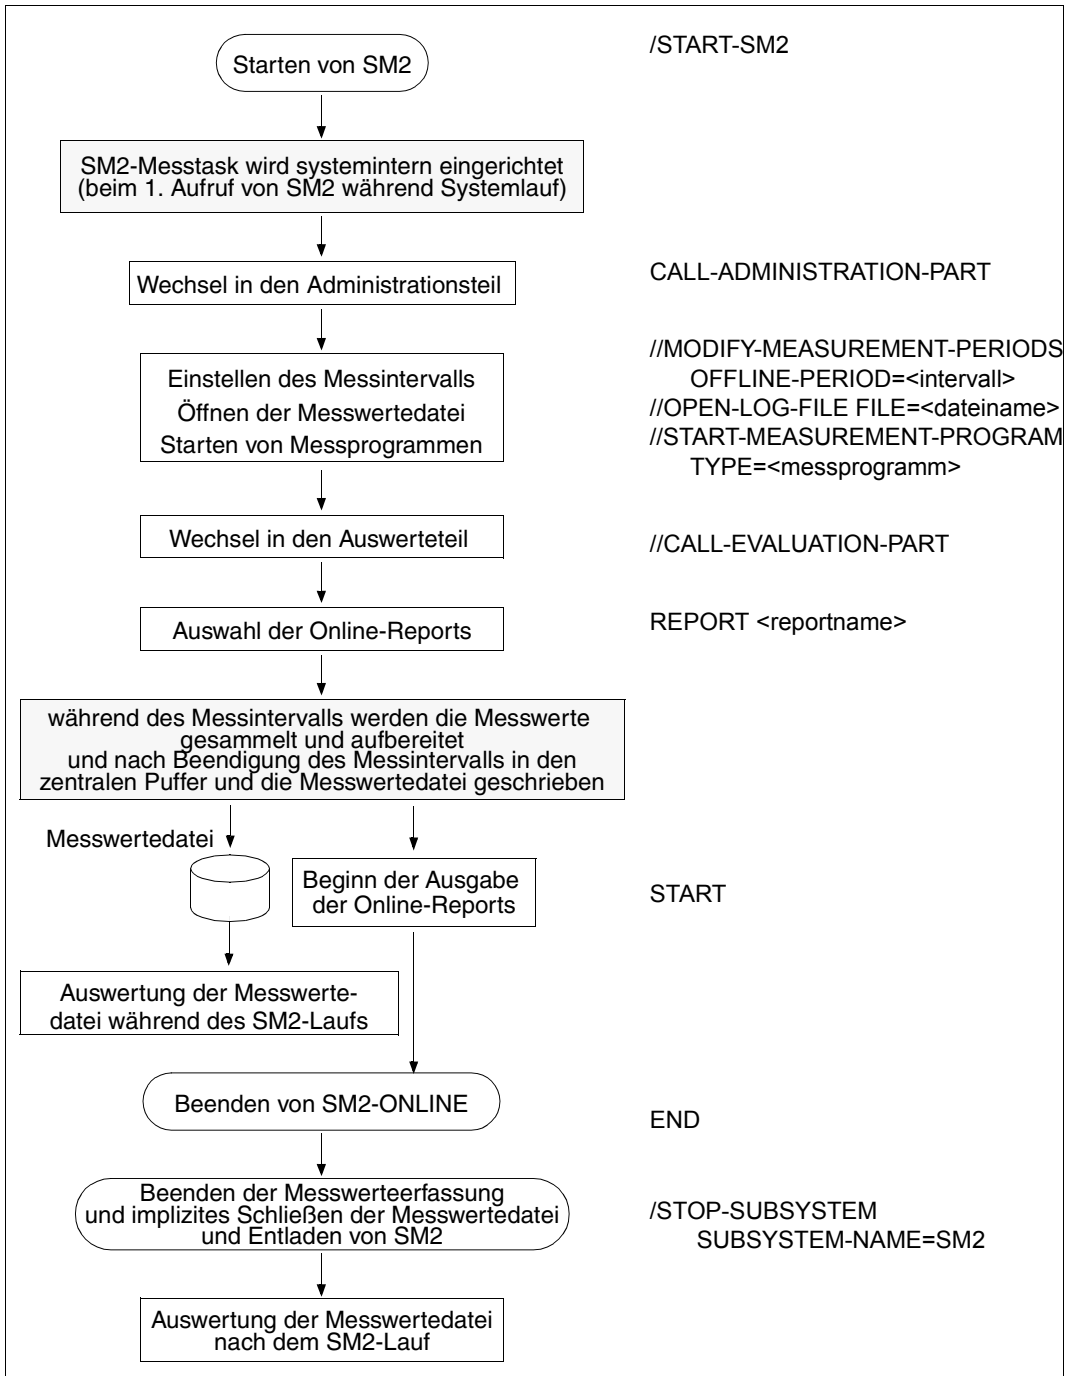 Starten von SM2
/START-SM2
SM2-Messtask wird systemintern eingerichtet
(beim 1. Aufruf von SM2 während Systemlauf)
Wechsel in den Administrationsteil
CALL-ADMINISTRATION-PART
Einstellen des Messintervalls
Öffnen der Messwertedatei
Starten von Messprogrammen
//MODIFY-MEASUREMENT-PERIODS
OFFLINE-PERIOD=<intervall>
//OPEN-LOG-FILE FILE=<dateiname>
//START-MEASUREMENT-PROGRAM
TYPE=<messprogramm>
Wechsel in den Auswerteteil
//CALL-EVALUATION-PART
Auswahl der Online-Reports
REPORT <reportname>
während des Messintervalls werden die Messwerte
gesammelt und aufbereitet
und nach Beendigung des Messintervalls in den
zentralen Puffer und die Messwertedatei geschrieben
Messwertedatei
Beginn der Ausgabe
der Online-Reports
START
Auswertung der Messwerte-
datei während des SM2-Laufs
Beenden von SM2-ONLINE
END
Beenden der Messwerteerfassung
und implizites Schließen der Messwertedatei
und Entladen von SM2
/STOP-SUBSYSTEM
SUBSYSTEM-NAME=SM2
Auswertung der Messwertedatei
nach dem SM2-Lauf